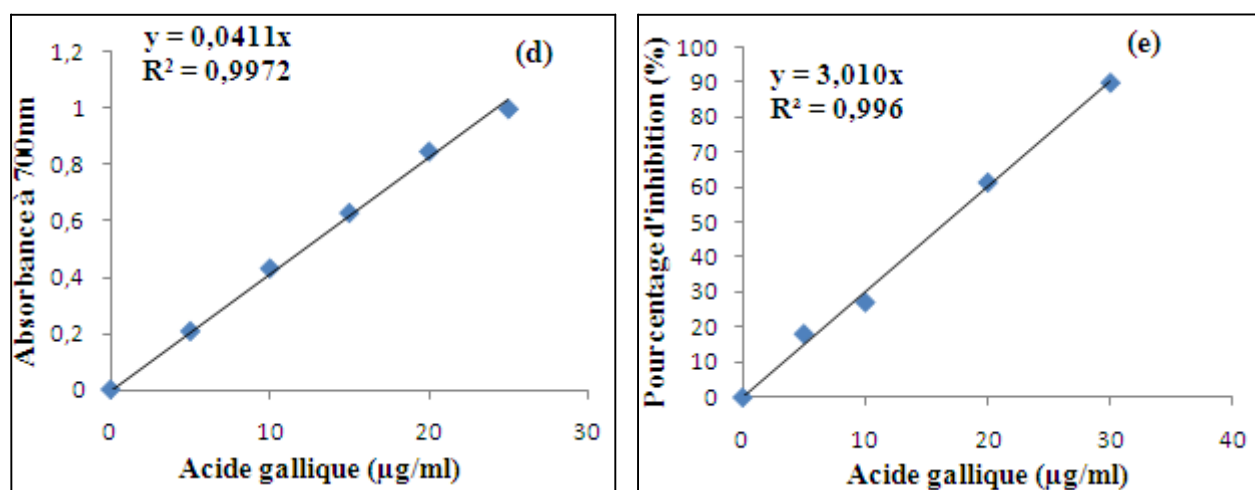 y = 0,0411x
R² = 0,9972
(d)
1,2
1
0,8
0,6
0,4
0,2
0
0 10 20 30
Absorbance à 700nm
Acide gallique (µg/ml)
y = 3,010x
R² = 0,996
(e)
100
90
80
70
60
50
40
30
20
10
0
0 10 20 30 40
Pourcentage d'inhibition (%)
Acide gallique (µg/ml)